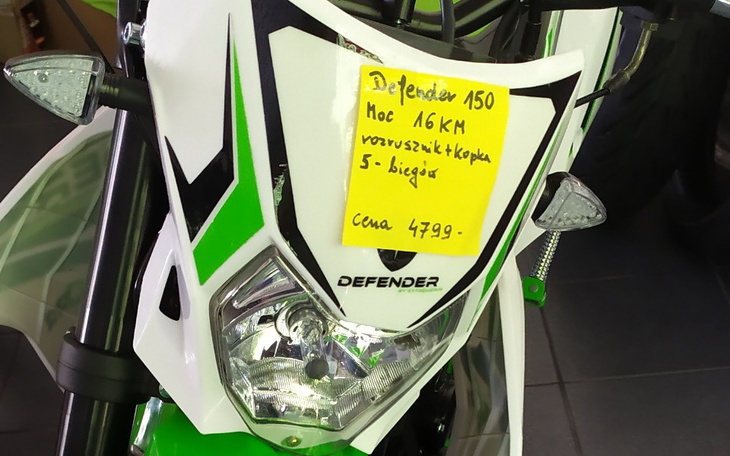 Defender 150
Moc 16KM
rozrusznik+kopka
5-biegów
cena 4799-
DEFENDER